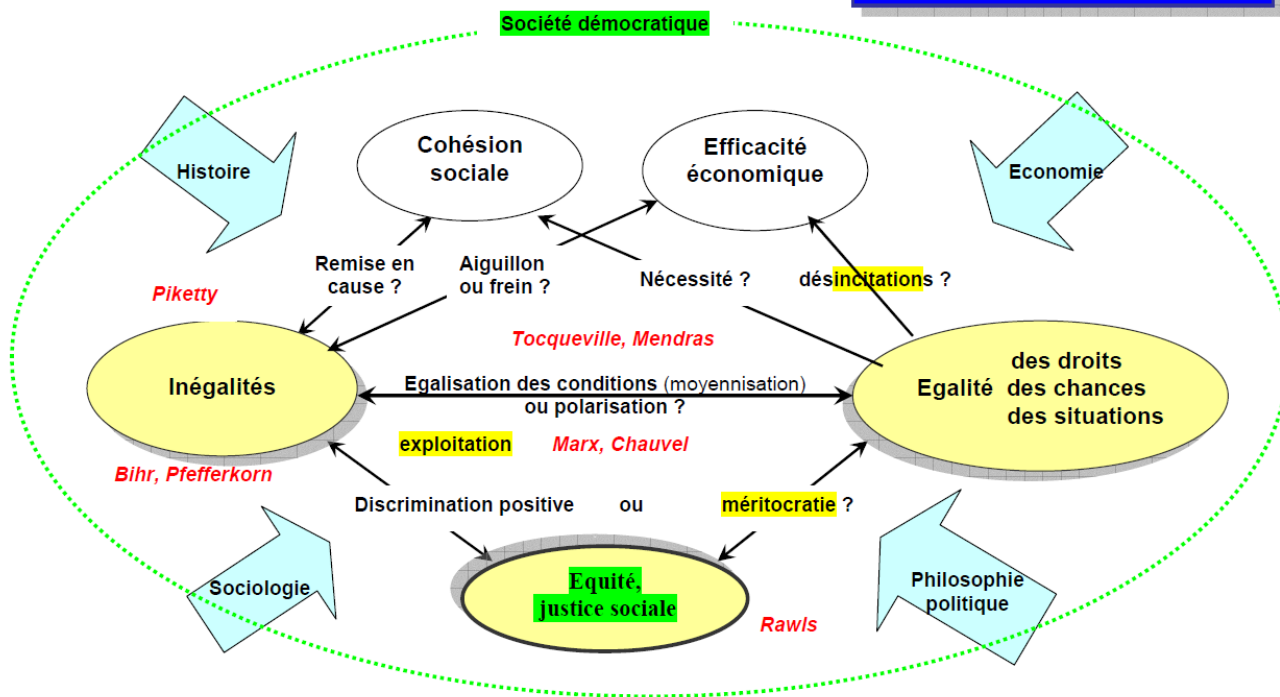 Société démocratique
Histoire
Cohésion
sociale
Efficacité
économique
Economie
Remise en
cause ?
Aiguillon
ou frein ?
Nécessité ?
désincitations ?
Piketty
Tocqueville, Mendras
Inégalités
Egalisation des conditions (moyennisation)
ou polarisation ?
Egalité
des droits
des chances
des situations
exploitation
Marx, Chauvel
Bihr, Pfefferkorn
Discrimination positive ou méritocratie ?
Sociologie
Equité,
justice sociale
Rawls
Philosophie
politique